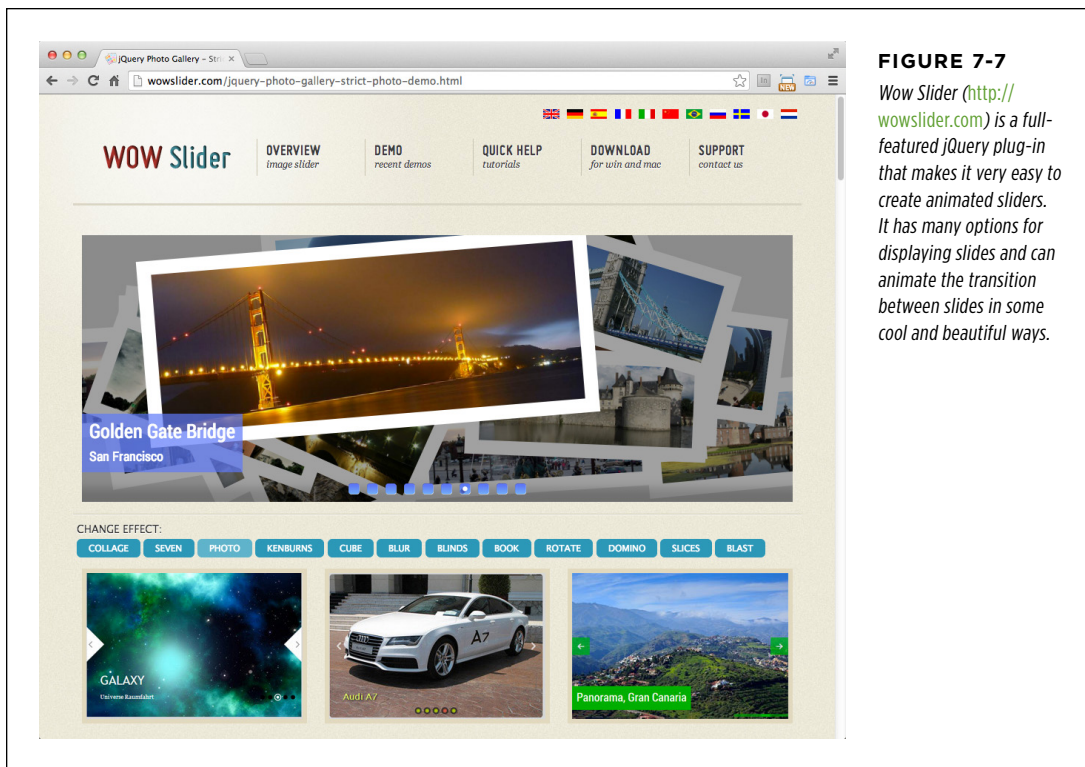 jQuery Photo Gallery – Stric
wowslider.com/jquery-photo-gallery-strict-photo-demo.html
NEW
WOW Slider
OVERVIEW
image slider
DEMO
recent demos
QUICK HELP
tutorials
DOWNLOAD
for win and mac
SUPPORT
contact us
Golden Gate Bridge
San Francisco
CHANGE EFFECT:
COLLAGE SEVEN PHOTO KENBURNS CUBE BLUR BLINDS BOOK ROTATE DOMINO SLICES BLAST
GALAXY
Universe Raumfahrt
A7
Audi A7
Panorama, Gran Canaria
FIGURE 7-7
Wow Slider (http://
wowslider.com) is a full-
featured jQuery plug-in
that makes it very easy to
create animated sliders.
It has many options for
displaying slides and can
animate the transition
between slides in some
cool and beautiful ways.